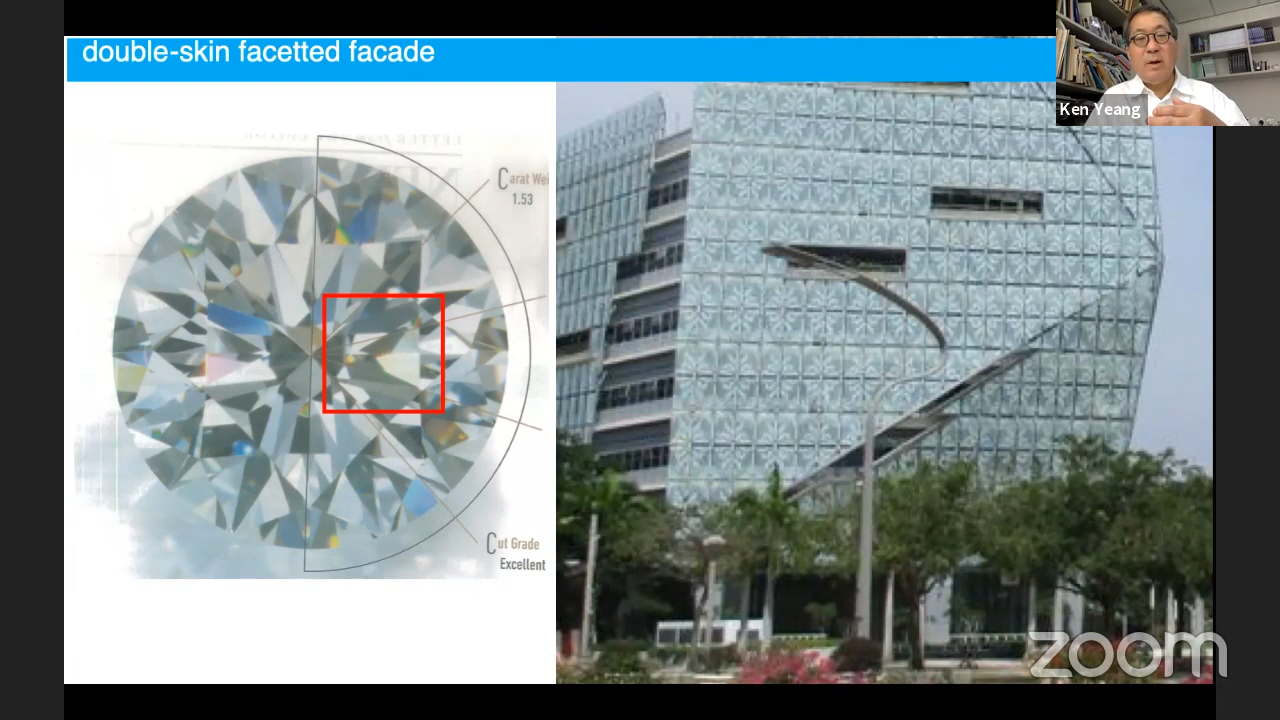 double-skin facetted facade
Ken Yeang
Carat Wei
1.53
Cut Grade
Excellent
zoom